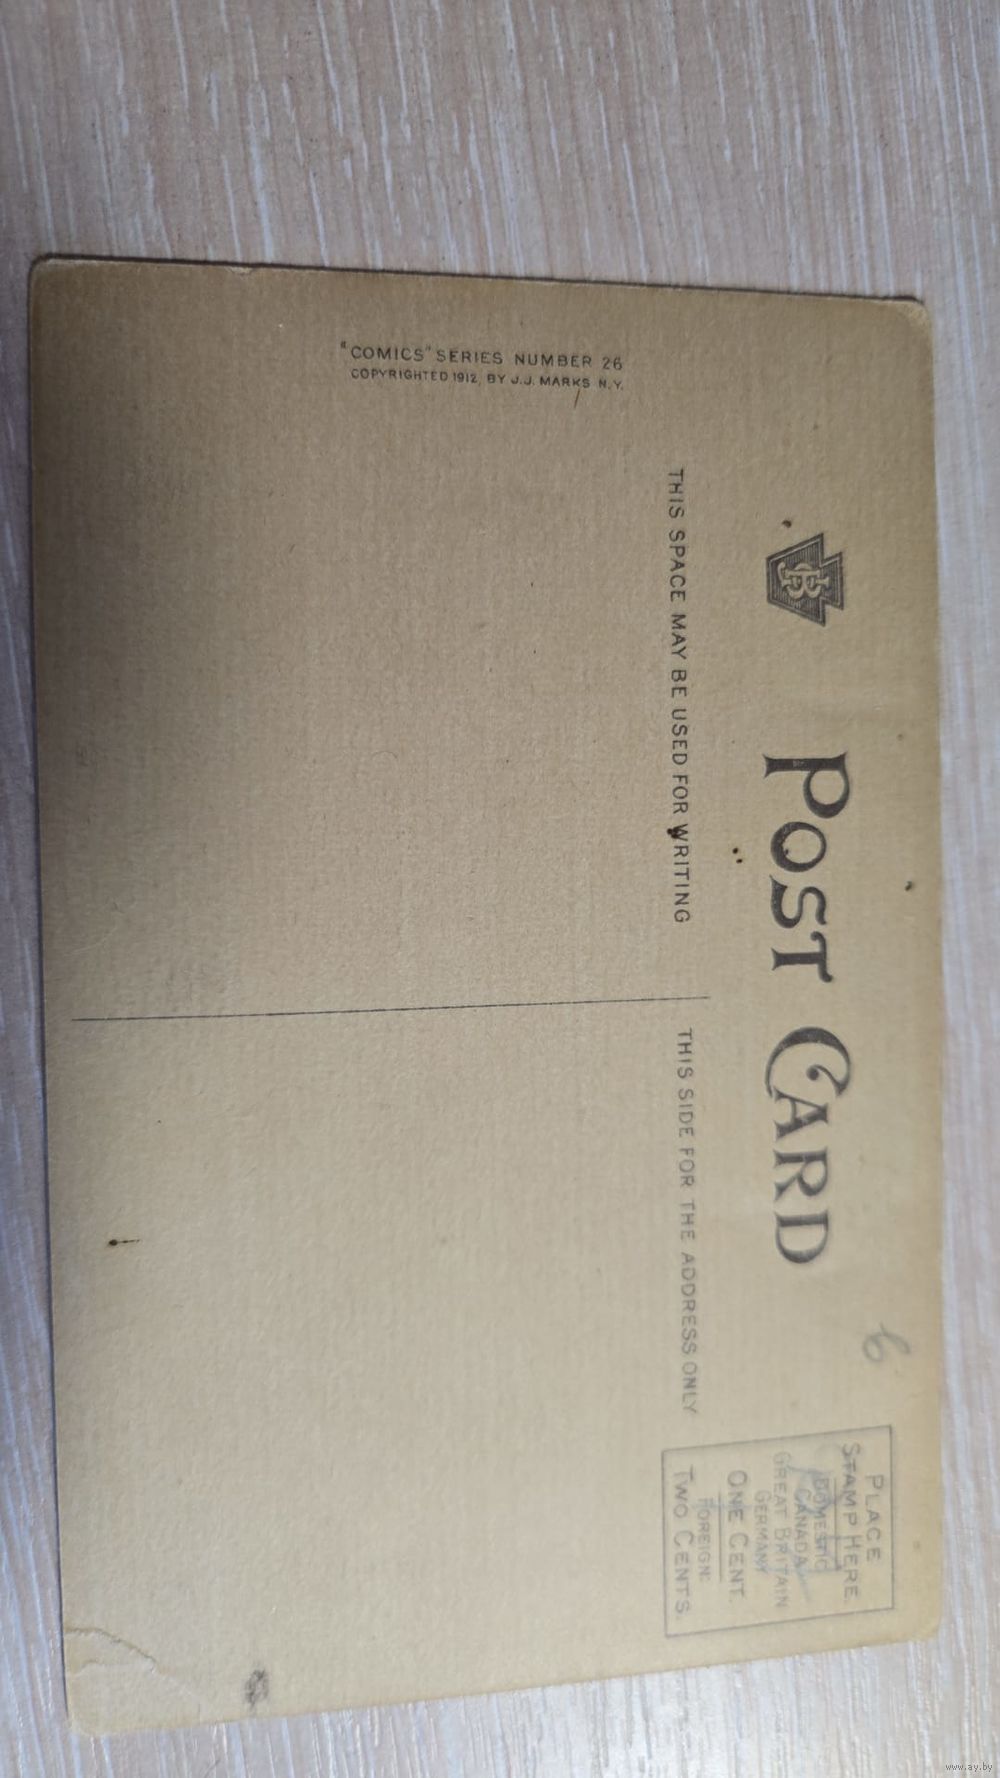 POST CARD
THIS SPACE MAY BE USED FOR WRITING
THIS SIDE FOR THE ADDRESS ONLY
"COMICS" SERIES NUMBER 26
COPYRIGHTED 1912, BY J.J. MARKS N.Y.
6
PLACE
STAMP HERE.
DOMESTIC
CANADA
GREAT BRITAIN
GERMANY
ONE CENT.
FOREIGN:
TWO CENTS.
www.ay.by